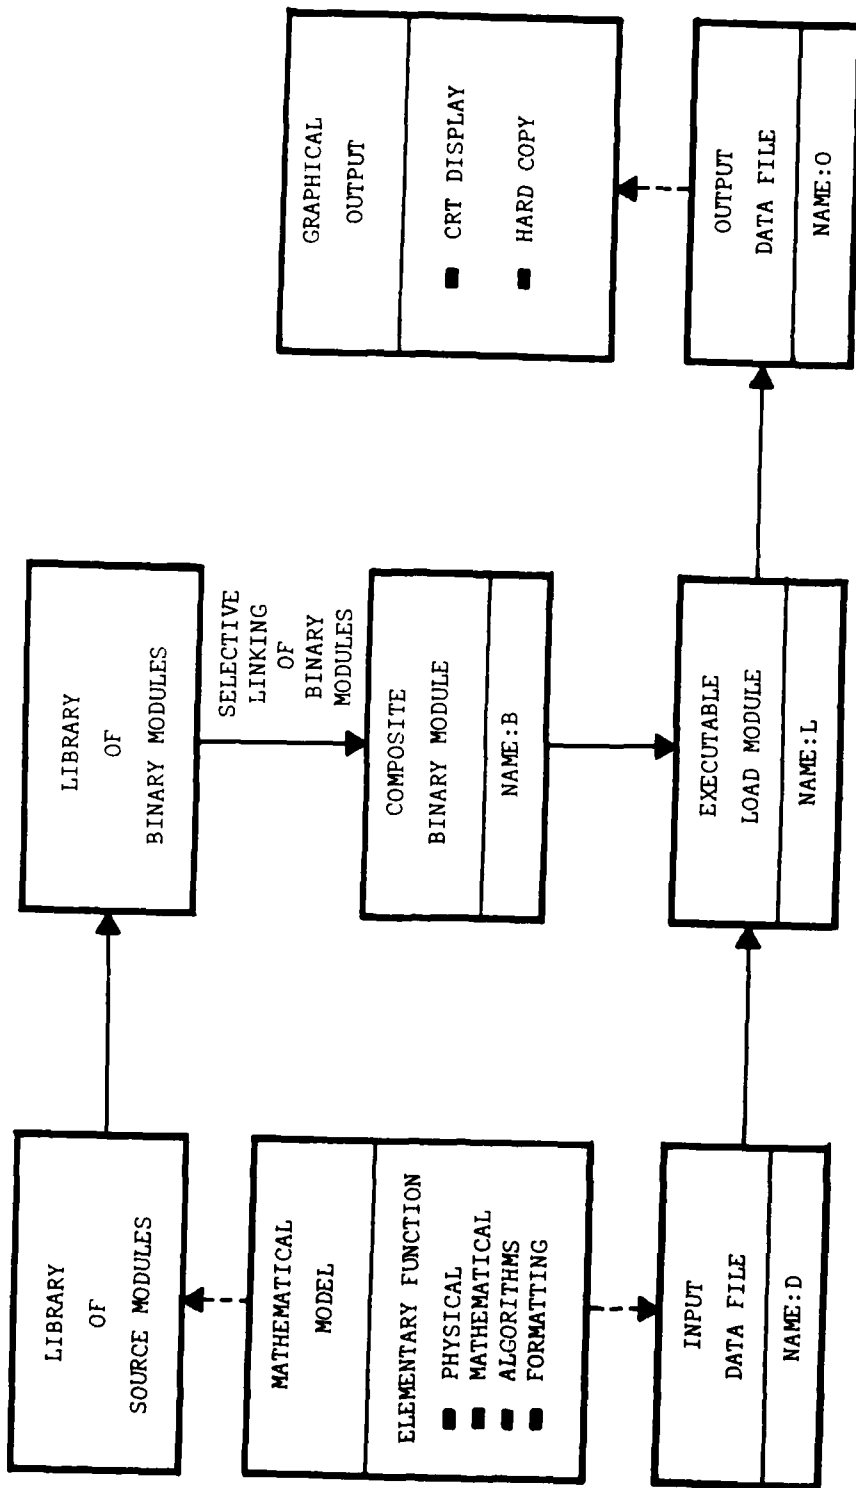 LIBRARY
OF
SOURCE MODULES
MATHEMATICAL
MODEL
ELEMENTARY FUNCTION
PHYSICAL
MATHEMATICAL
ALGORITHMS
FORMATTING
INPUT
DATA FILE
NAME:D
LIBRARY
OF
BINARY MODULES
SELECTIVE
LINKING
OF
BINARY
MODULES
COMPOSITE
BINARY MODULE
NAME:B
EXECUTABLE
LOAD MODULE
NAME:L
GRAPHICAL
OUTPUT
CRT DISPLAY
HARD COPY
OUTPUT
DATA FILE
NAME:O